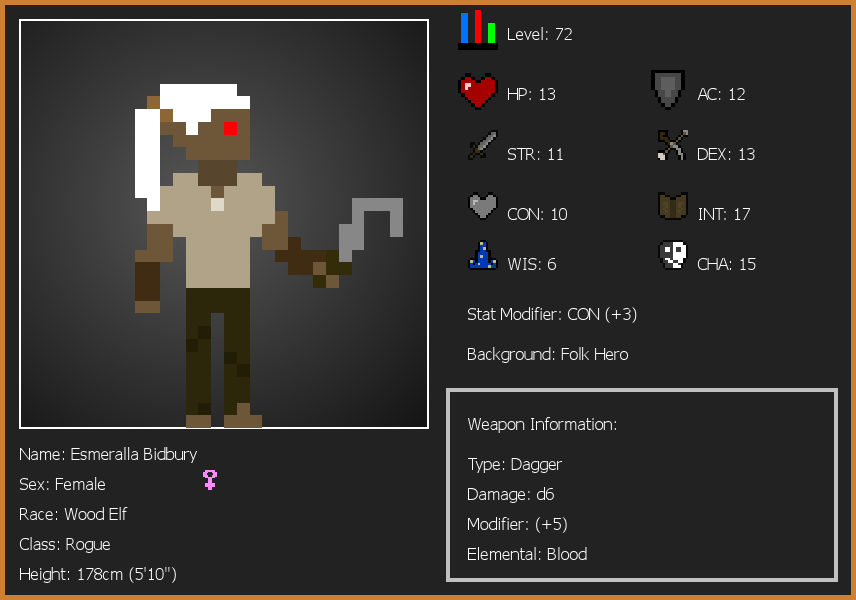 Level: 72
HP: 13
AC: 12
STR: 11
DEX: 13
CON: 10
INT: 17
WIS: 6
CHA: 15
Stat Modifier: CON (+3)
Background: Folk Hero
Weapon Information:
Type: Dagger
Damage: d6
Modifier: (+5)
Elemental: Blood
Name: Esmeralla Bidbury
Sex: Female
Race: Wood Elf
Class: Rogue
Height: 178cm (5'10")